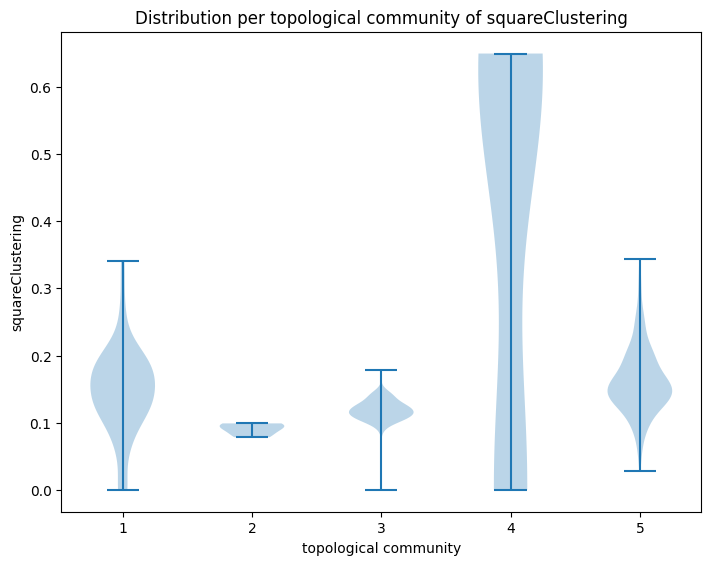 Distribution per topological community of squareClustering
squareClustering
0.6
0.5
0.4
0.3
0.2
0.1
0.0
1 2 3 4 5
topological community